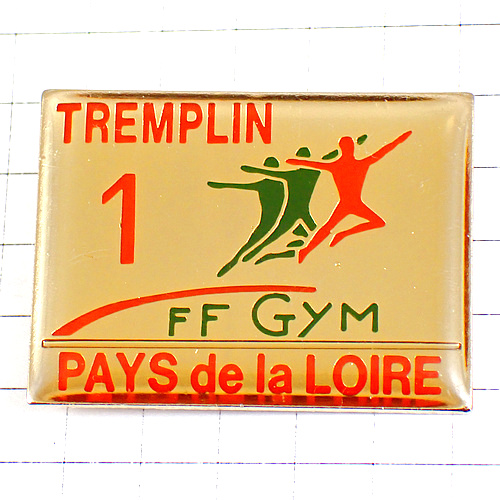 TREMPLIN
1
FF GYM
PAYS de la LOIRE